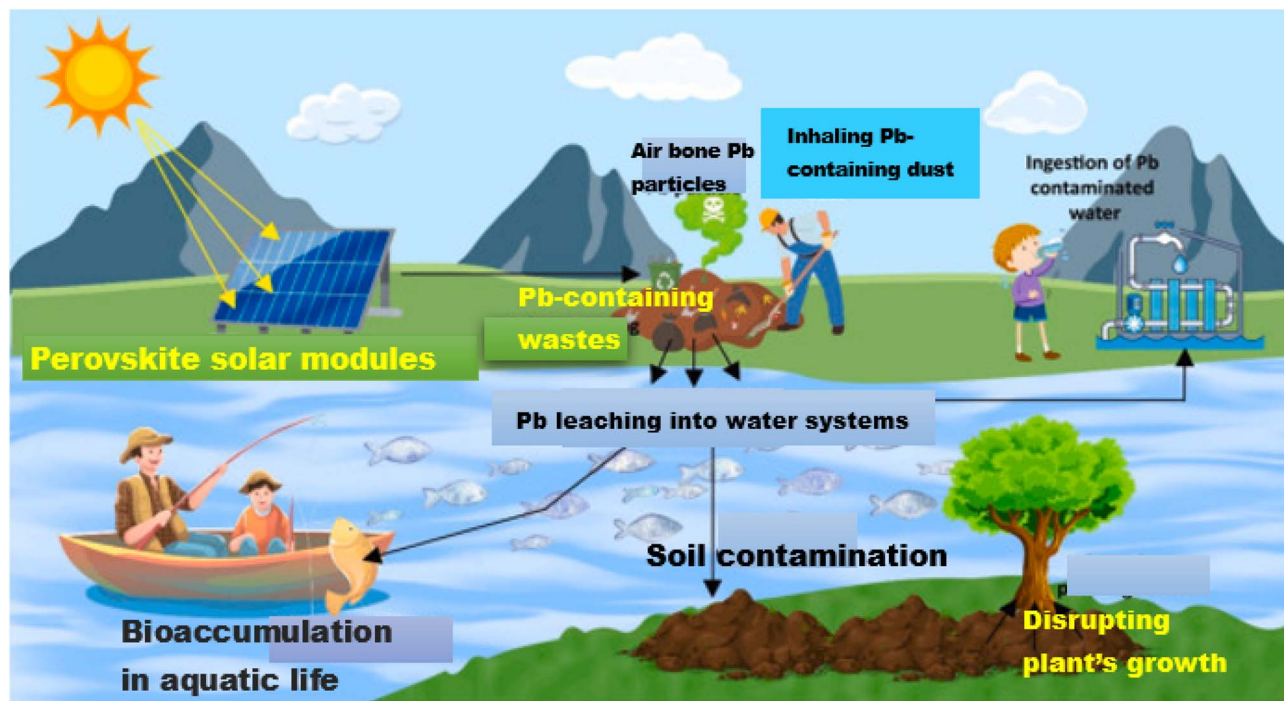 Air bone Pb
particles
Inhaling Pb-
containing dust
Ingestion of Pb
contaminated
water
Pb-containing
wastes
Perovskite solar modules
Pb leaching into water systems
Soil contamination
Bioaccumulation
in aquatic life
Disrupting
plant's growth